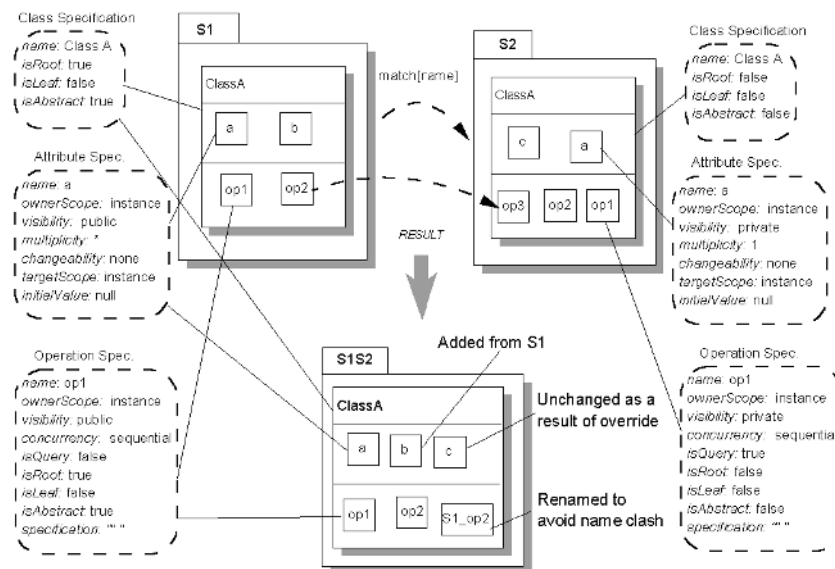 Class Specification
name: Class A
isRoot: true
isLeaf: false
isAbstract: true
Attribute Spec.
name: a
ownerScope: instance
visibility: public
multiplicity: *
changeability: none
targetScope: instance
initialValue: null
Operation Spec.
name: op1
ownerScope: instance
visibility: public
concurrency: sequential
isQuery: false
isRoot: true
isLeaf: false
isAbstract: true
specification: "" "
S1
ClassA
a
b
op1
op2
match[name]
RESULT
S2
ClassA
c
a
op3
op2
op1
Class Specification
name: Class A
isRoot: false
isLeaf: false
isAbstract: false
Attribute Spec.
name: a
ownerScope: instance
visibility: private
multiplicity: 1
changeability: none
targetScope: instance
initialValue: null
Operation Spec.
name: op1
ownerScope: instance
visibility: private
concurrency: sequential
isQuery: true
isRoot: false
isLeaf: false
isAbstract: false
specification: "" "
S1S2
ClassA
a
b
c
op1
op2
S1_op2
Added from S1
Unchanged as a
result of override
Renamed to
avoid name clash